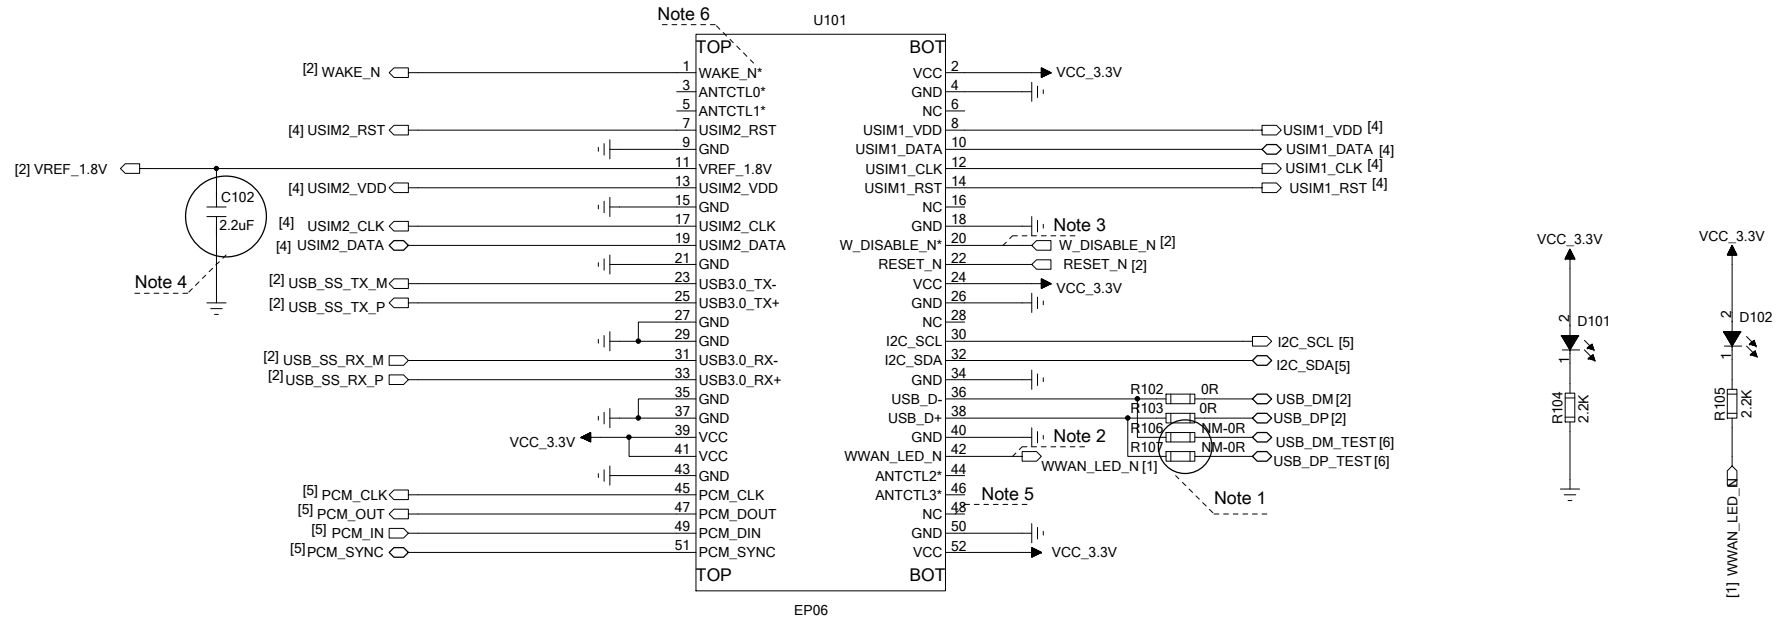 Note 6
U101
TOP BOT
[2] WAKE_N 1 WAKE_N* VCC 2 VCC_3.3V
3 ANTCTL0* GND 4
5 ANTCTL1* NC 6
[4] USIM2_RST 7 USIM2_RST USIM1_VDD 8 USIM1_VDD [4]
9 GND USIM1_DATA 10 USIM1_DATA [4]
[2] VREF_1.8V 11 VREF_1.8V USIM1_CLK 12 USIM1_CLK [4]
[4] USIM2_VDD 13 USIM2_VDD USIM1_RST 14 USIM1_RST [4]
C102
2.2uF
Note 4
15 GND NC 16
[4] USIM2_CLK 17 USIM2_CLK GND 18
Note 3
[4] USIM2_DATA 19 USIM2_DATA W_DISABLE_N* 20 W_DISABLE_N [2]
21 GND RESET_N 22 RESET_N [2]
[2] USB_SS_TX_M 23 USB3.0_TX- VCC 24 VCC_3.3V
[2] USB_SS_TX_P 25 USB3.0_TX+ GND 26
27 GND NC 28
29 GND I2C_SCL 30 I2C_SCL [5]
[2] USB_SS_RX_M 31 USB3.0_RX- I2C_SDA 32 I2C_SDA[5]
[2] USB_SS_RX_P 33 USB3.0_RX+ GND 34
35 GND USB_D- 36 R102 0R USB_DM[2]
37 GND USB_D+ 38 R103 0R USB_DP[2]
VCC_3.3V 39 VCC GND 40 R106 NM-0R USB_DM_TEST[6]
Note 2
41 VCC WWAN_LED_N 42 WWAN_LED_N [1] R107 NM-0R USB_DP_TEST[6]
43 GND ANTCTL2* 44
[5] PCM_CLK 45 PCM_CLK ANTCTL3* 46
Note 5
Note 1
[5] PCM_OUT 47 PCM_DOUT NC 48
[5] PCM_IN 49 PCM_DIN GND 50
[5] PCM_SYNC 51 PCM_SYNC VCC 52 VCC_3.3V
TOP BOT
EP06
VCC_3.3V
2
D101
1
R104
2.2K
VCC_3.3V
2
D102
1
R105
2.2K
[1] WWAN_LED_N